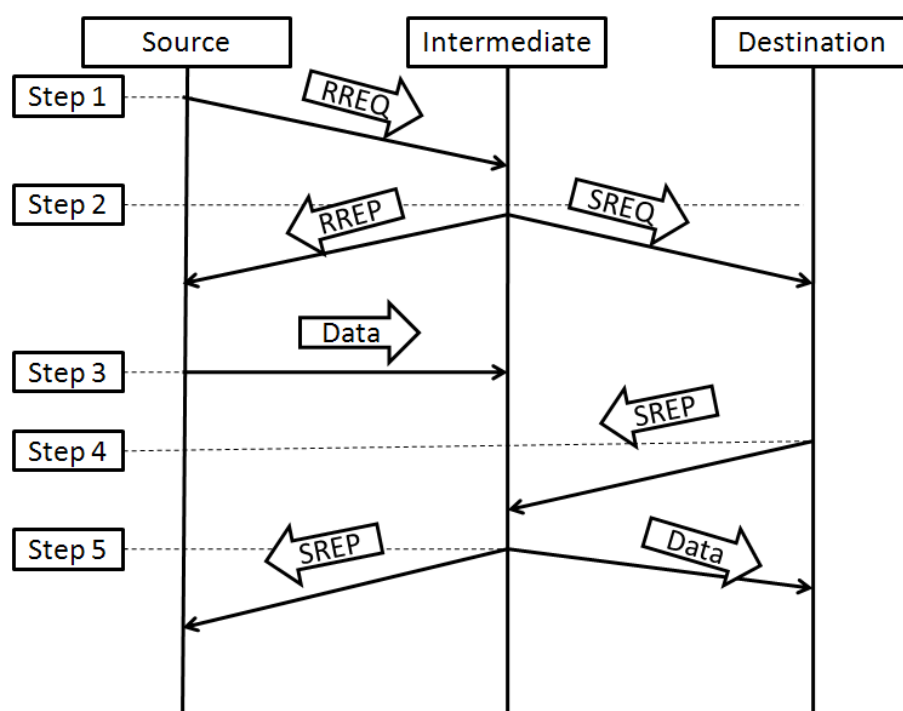 Source
Intermediate
Destination
Step 1
RREQ
Step 2
RREP
SREQ
Data
Step 3
SREP
Step 4
Step 5
SREP
Data